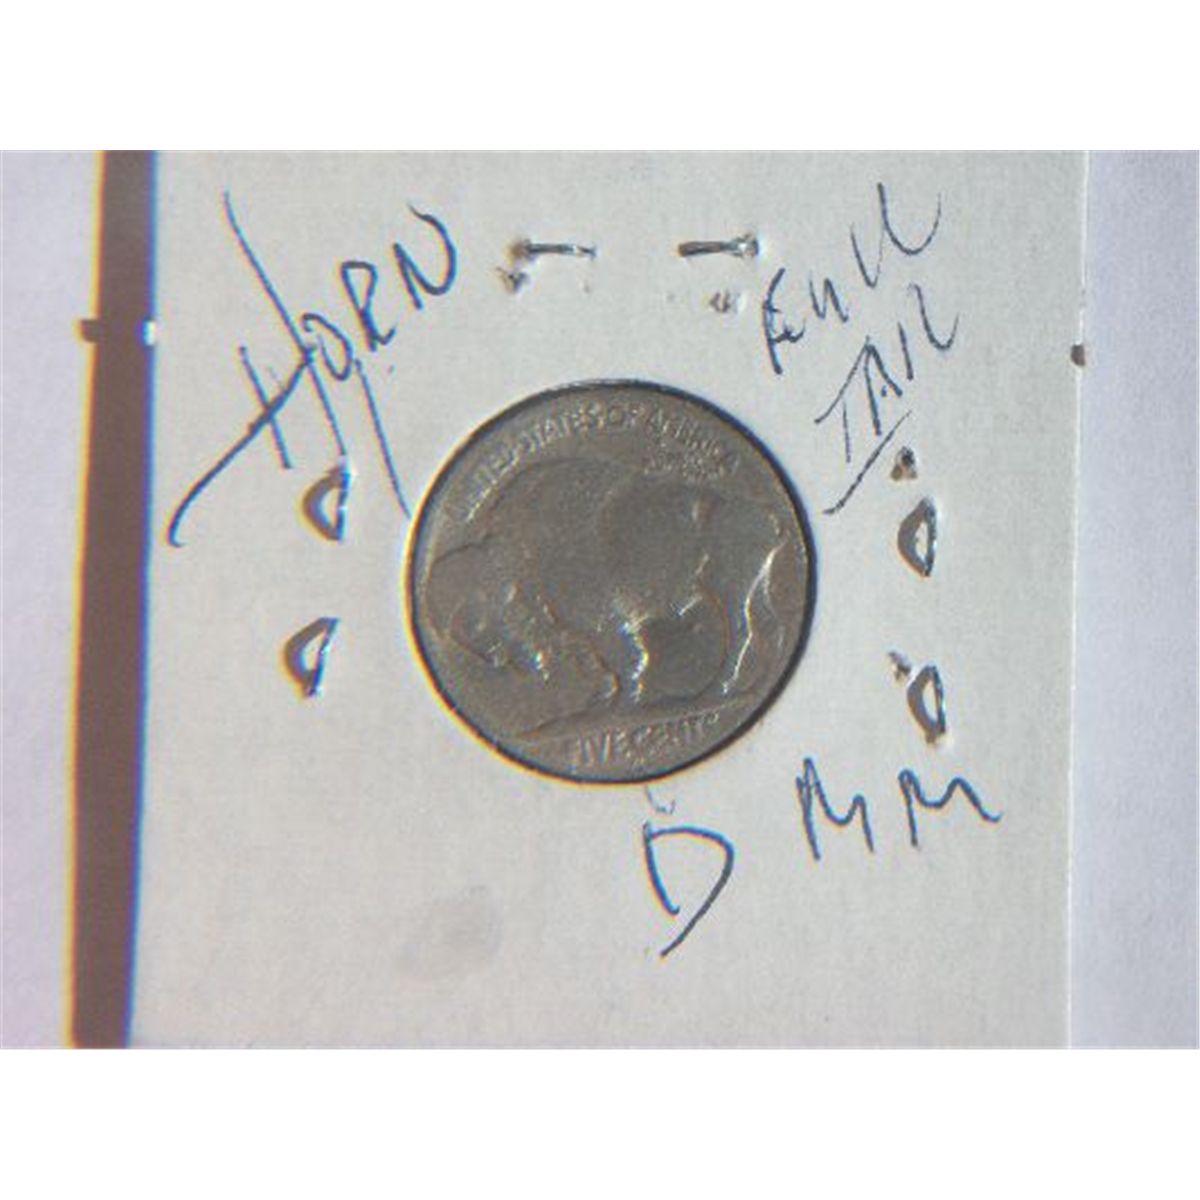 HORN
FULL
TAIL
UNITED STATES OF AMERICA
FIVE CENTS
D MM